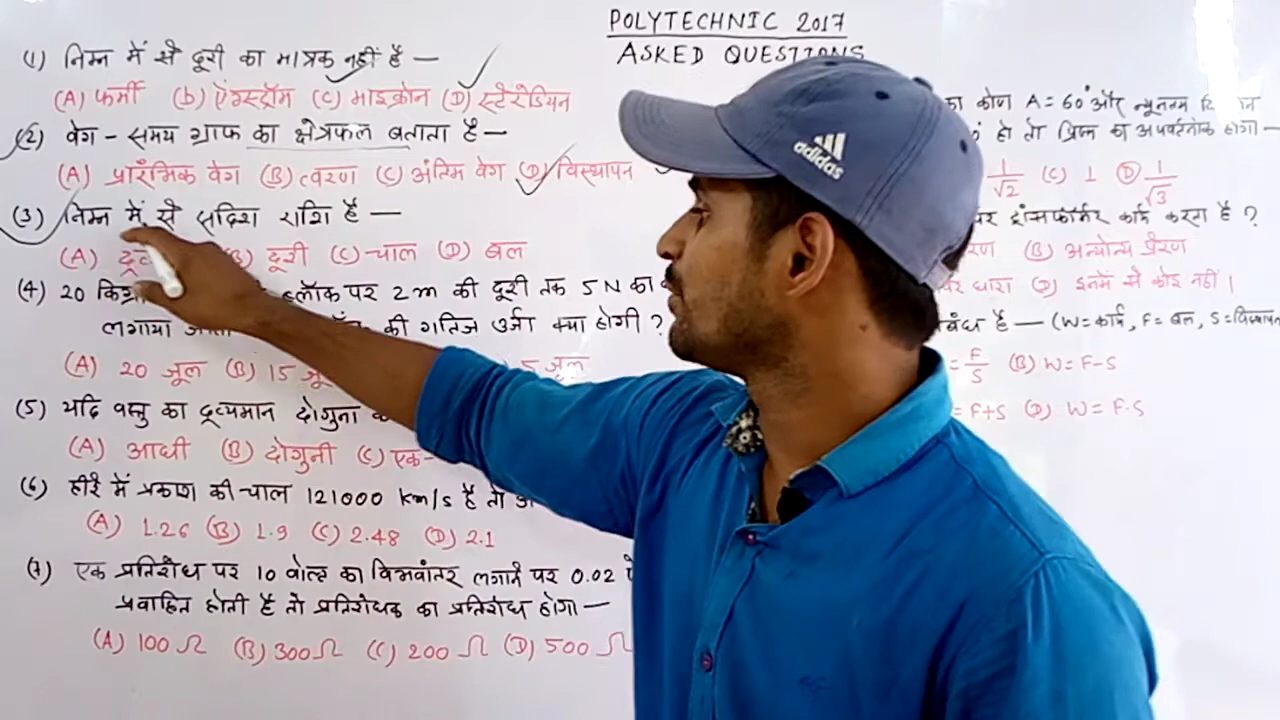 POLYTECHNIC 2017
ASKED QUESTIONS
(1) निम्न में से दूरी का मात्रक नहीं है —
(A) फर्मी (b) ऐंगस्ट्रॉम (C) माइक्रोन (D) स्टेरेडियन
(2) वेग - समय ग्राफ का क्षेत्रफल बताता है —
(A) प्रारंम्भिक वेग (B) त्वरण (C) अंतिम वेग (D) विस्थापन
(3) निम्न में से सदिश राशि है —
(A) (B) दूरी (C) चाल (D) बल
(4) 20 ब्लॉक पर 2m की दूरी तक 5N का
लगाया की गतिज उर्जा क्या होगी ?
(A) 20 जूल (B) 15 5 जूल
(5) यदि वस्तु का द्रव्यमान दोगुना
(A) आधी (B) दोगुनी (C) एक-
(6) हीरे में प्रकाश की चाल 121000 km/s है तो
(A) 1.26 (B) 1.9 (C) 2.48 (D) 2.1
(7) एक प्रतिरोध पर 10 वोल्ट का विभवांतर लगाने पर 0.02
प्रवाहित होती है तो प्रतिरोधक का प्रतिरोध होगा —
(A) 100 Ω (B) 300 Ω (C) 200 Ω (D) 500 Ω
का कोण A = 60° और न्यूनतम
हो तो प्रिज्म का अपवर्तनांक होगा —
1/√2 (C) 1 (D) 1/√3
पर ट्रांसफॉर्मर कार्य करता है ?
(B) अन्योन्य प्रेरण
धारा (D) इनमें से कोई नहीं।
है — (W=कार्य, F=बल, S=विस्थापन
= F/S (B) W= F-S
= F+S (D) W= F·S
adidas